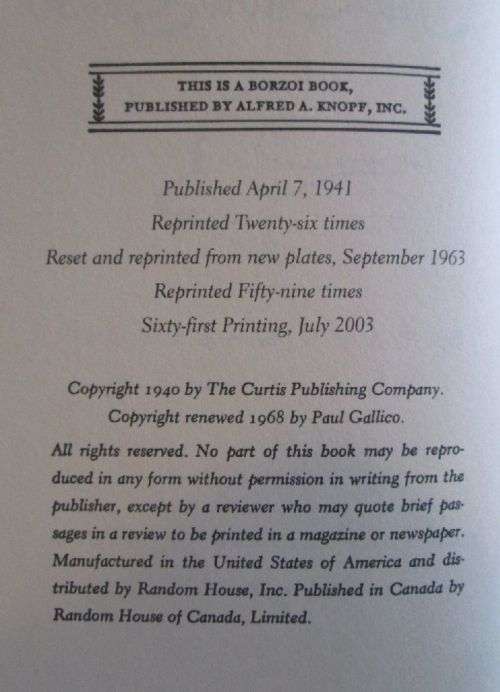 THIS IS A BORZOI BOOK,
PUBLISHED BY ALFRED A. KNOPF, INC.
Published April 7, 1941
Reprinted Twenty-six times
Reset and reprinted from new plates, September 1963
Reprinted Fifty-nine times
Sixty-first Printing, July 2003
Copyright 1940 by The Curtis Publishing Company.
Copyright renewed 1968 by Paul Gallico.
All rights reserved. No part of this book may be repro-
duced in any form without permission in writing from the
publisher, except by a reviewer who may quote brief pas-
sages in a review to be printed in a magazine or newspaper.
Manufactured in the United States of America and dis-
tributed by Random House, Inc. Published in Canada by
Random House of Canada, Limited.